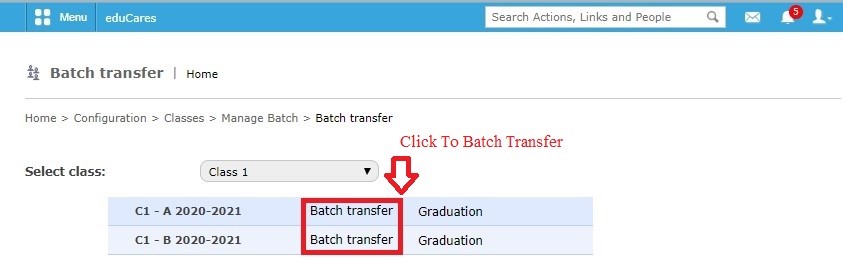 Menu eduCares Search Actions, Links and People 5
Batch transfer | Home
Home > Configuration > Classes > Manage Batch > Batch transfer
Click To Batch Transfer
Select class: Class 1
C1 - A 2020-2021 Batch transfer Graduation
C1 - B 2020-2021 Batch transfer Graduation